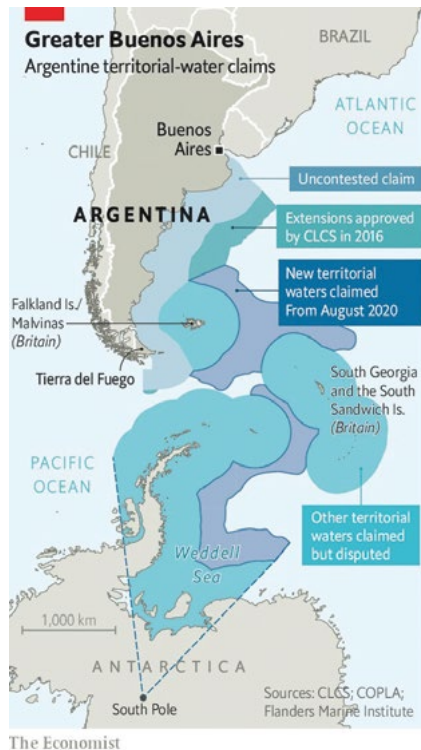 Greater Buenos Aires
Argentine territorial-water claims
BRAZIL
ATLANTIC
OCEAN
Buenos
Aires
CHILE
Uncontested claim
ARGENTINA
Extensions approved
by CLCS in 2016
New territorial
waters claimed
From August 2020
Falkland Is./
Malvinas
(Britain)
Tierra del Fuego
South Georgia
and the South
Sandwich Is.
(Britain)
PACIFIC
OCEAN
Other territorial
waters claimed
but disputed
Weddell
Sea
1,000 km
ANTARCTICA
South Pole
Sources: CLCS; COPLA;
Flanders Marine Institute
The Economist